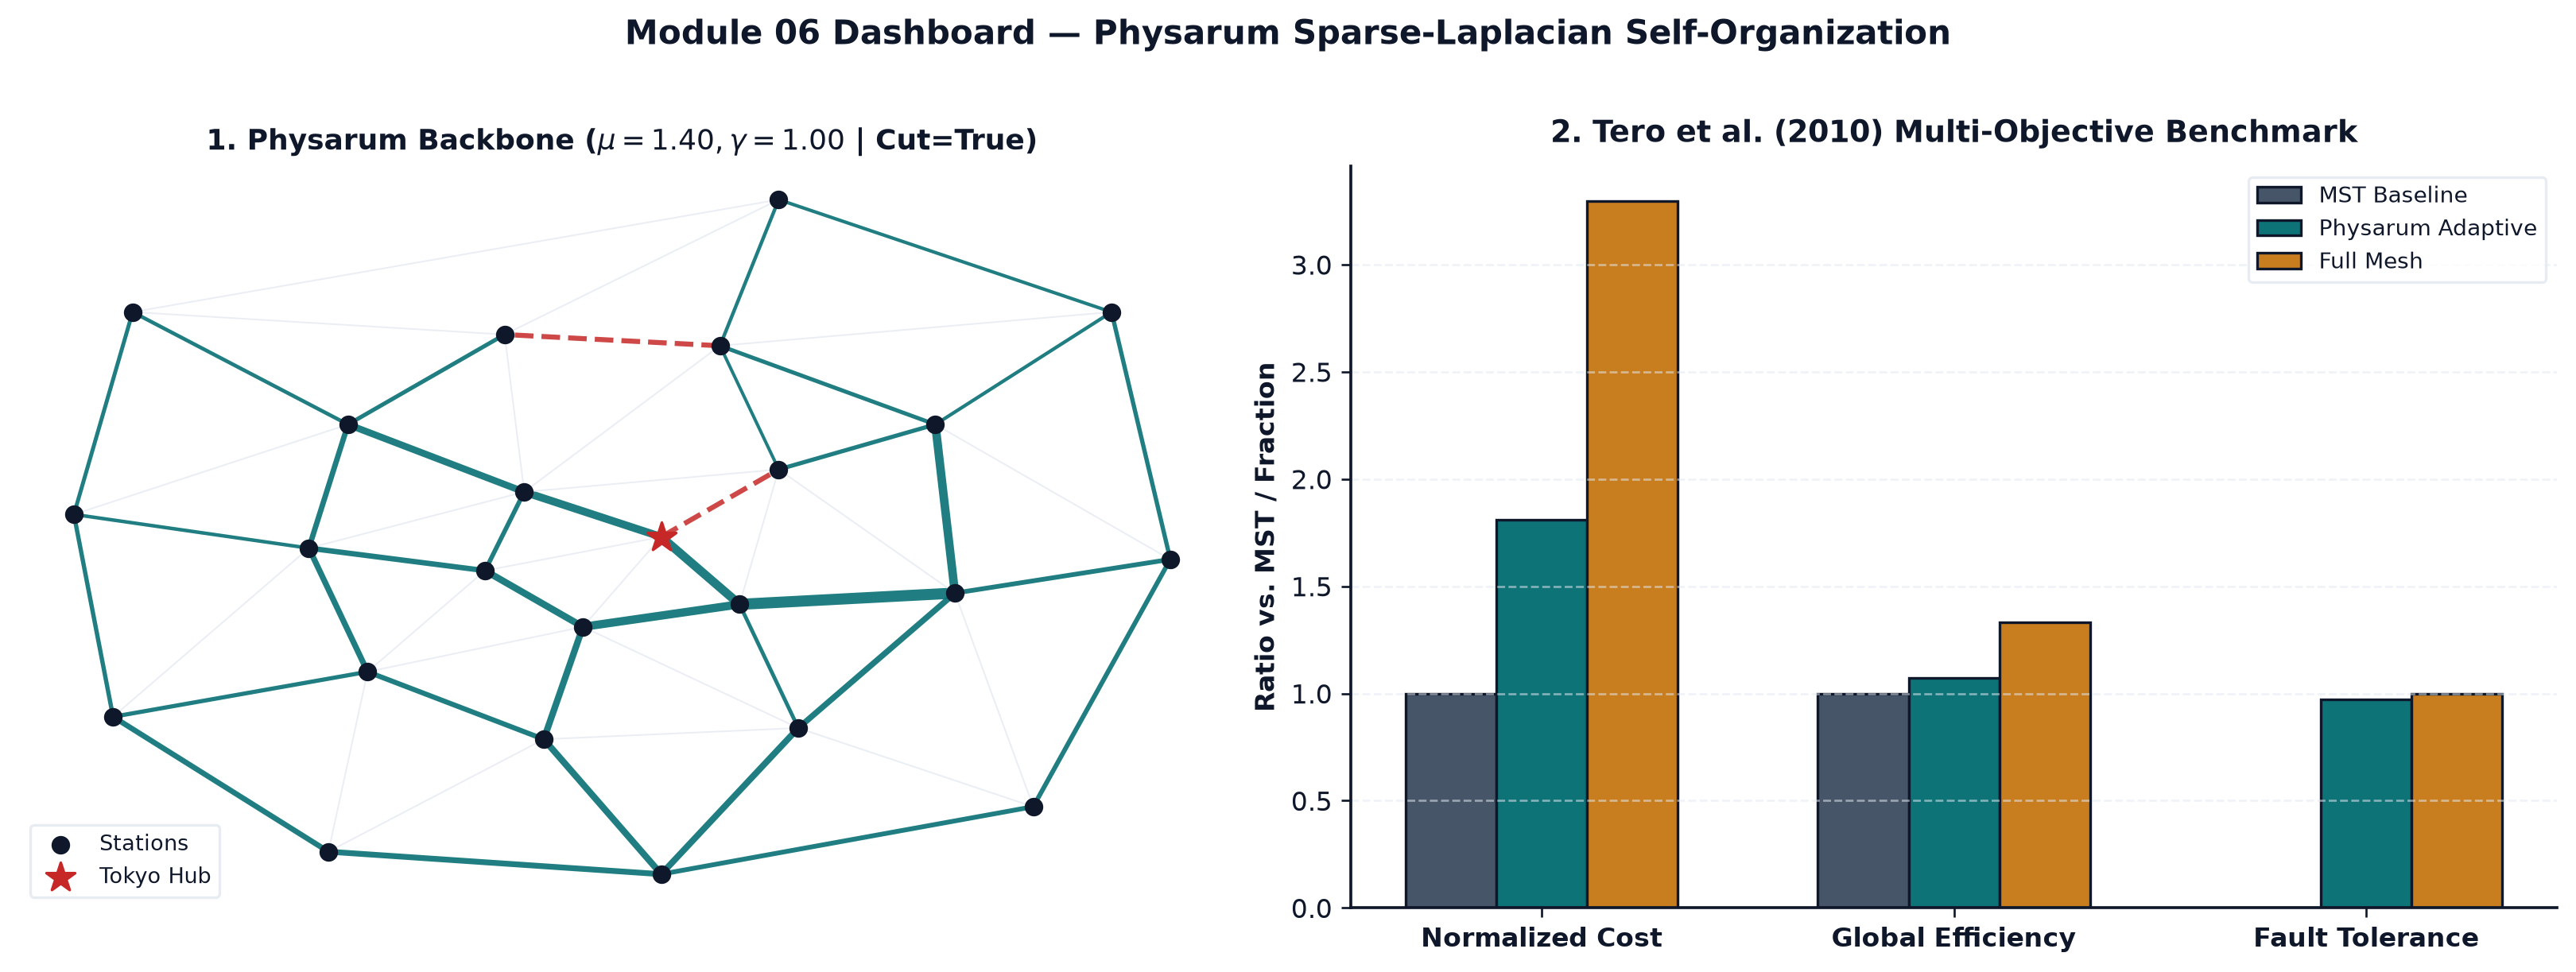 Module 06 Dashboard — Physarum Sparse-Laplacian Self-Organization
1. Physarum Backbone (μ = 1.40, γ = 1.00 | Cut=True)
Stations
Tokyo Hub
2. Tero et al. (2010) Multi-Objective Benchmark
Ratio vs. MST / Fraction
3.0
2.5
2.0
1.5
1.0
0.5
0.0
MST Baseline
Physarum Adaptive
Full Mesh
Normalized Cost
Global Efficiency
Fault Tolerance